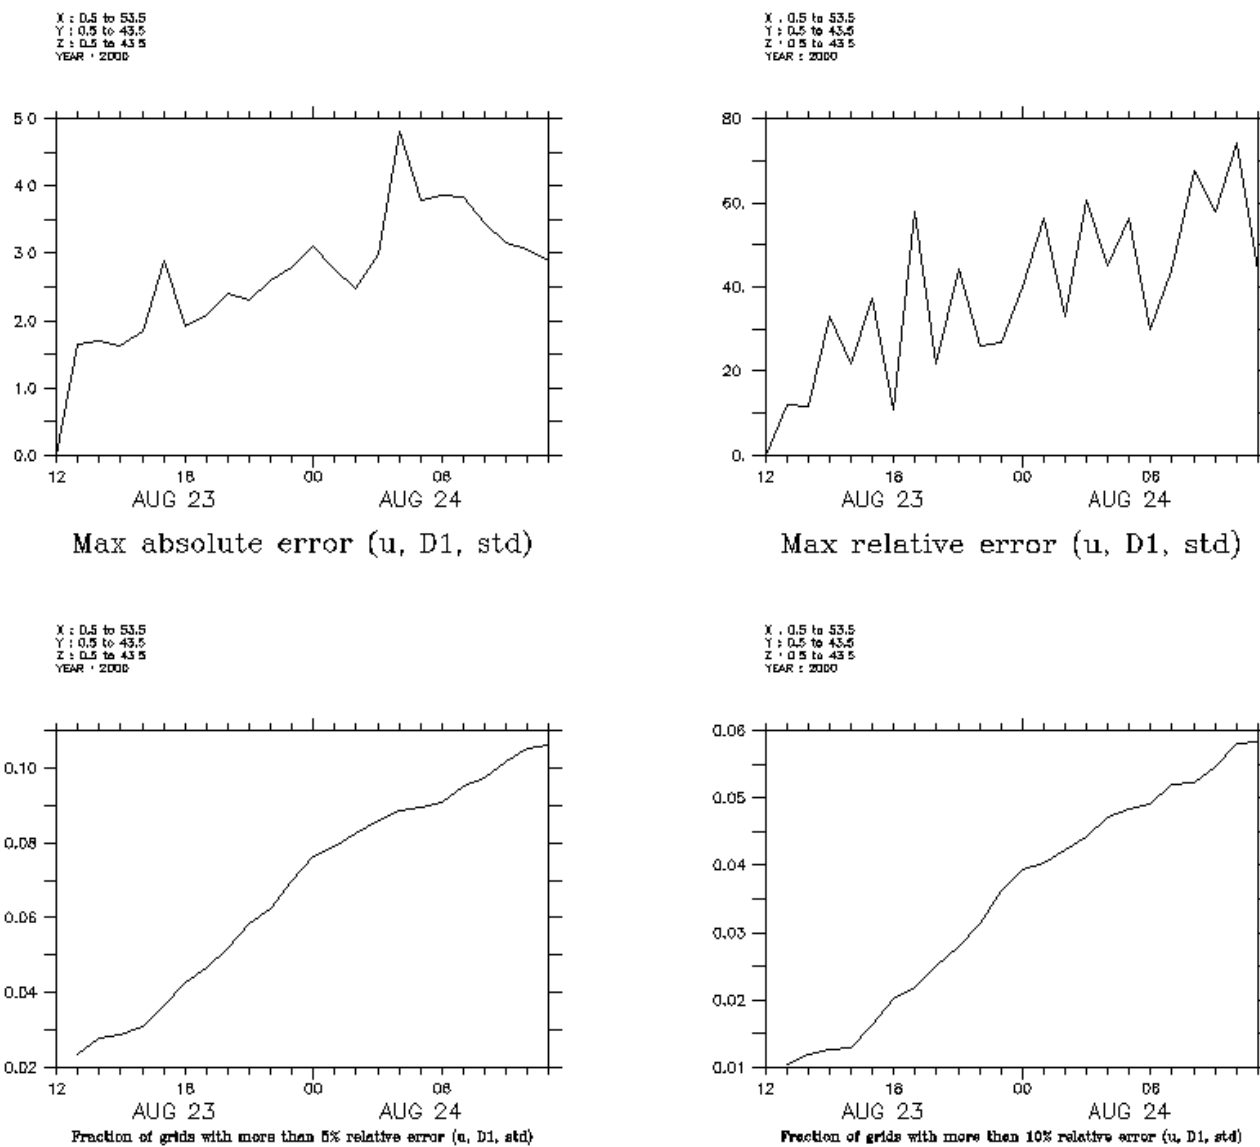 X : 0.5 to 53.5
Y : 0.5 to 43.5
Z : 0.5 to 43.5
YEAR : 2000
5.0
4.0
3.0
2.0
1.0
0.0
12 18 00 06
AUG 23 AUG 24
Max absolute error (u, D1, std)
X : 0.5 to 53.5
Y : 0.5 to 43.5
Z : 0.5 to 43.5
YEAR : 2000
80
60.
40.
20
0.
12 18 00 06
AUG 23 AUG 24
Max relative error (u, D1, std)
X : 0.5 to 53.5
Y : 0.5 to 43.5
Z : 0.5 to 43.5
YEAR : 2000
0.10
0.08
0.06
0.04
0.02
12 18 00 06
AUG 23 AUG 24
Fraction of grids with more than 5% relative error (u, D1, std)
X : 0.5 to 53.5
Y : 0.5 to 43.5
Z : 0.5 to 43.5
YEAR : 2000
0.06
0.05
0.04
0.03
0.02
0.01
12 18 00 06
AUG 23 AUG 24
Fraction of grids with more than 10% relative error (u, D1, std)